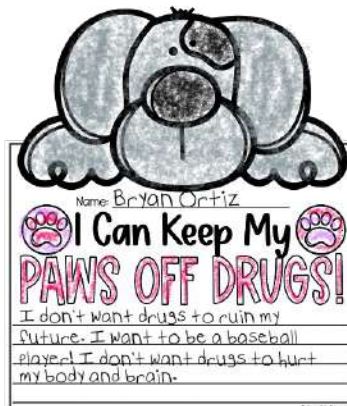 Name: Bryan Ortiz
I Can Keep My
PAWS OFF DRUGS!
I don't want drugs to ruin my
future. I want to be a baseball
player! I don't want drugs to hurt
my body and brain.